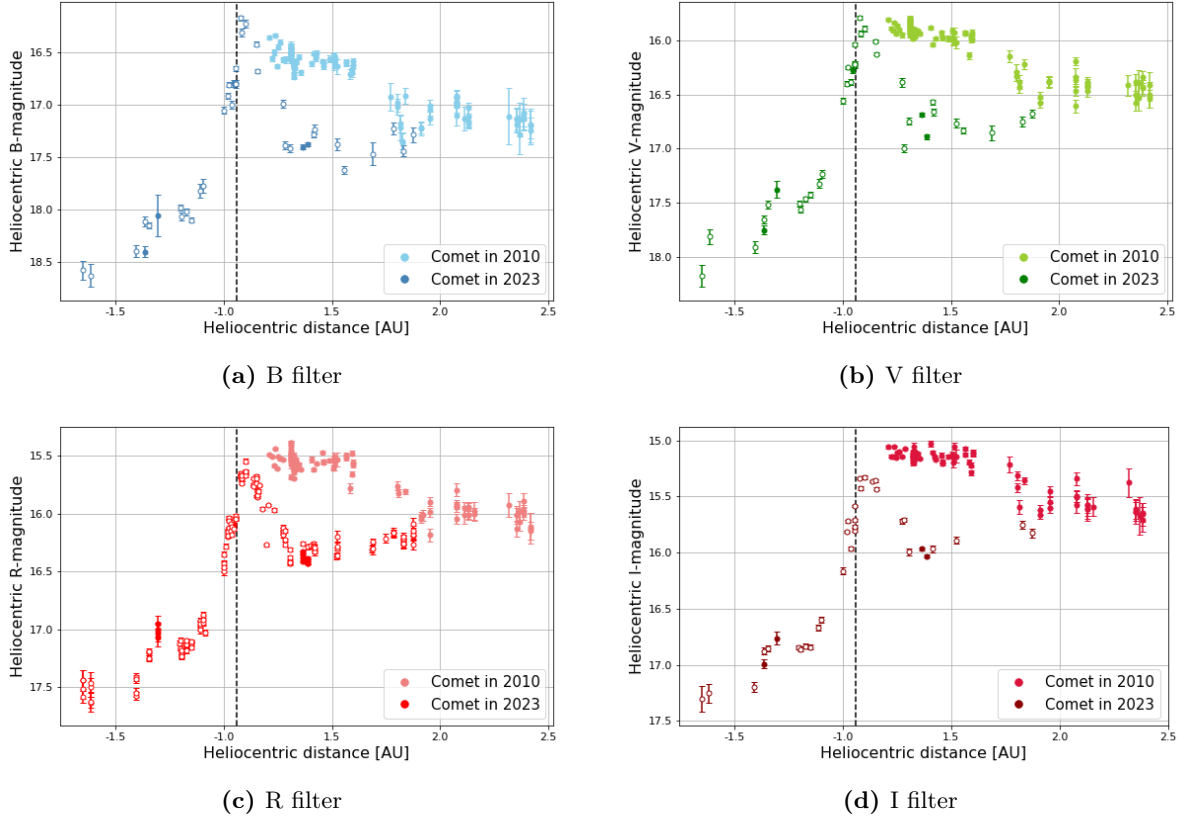 Heliocentric B-magnitude
16.5
17.0
17.5
18.0
18.5
Comet in 2010
Comet in 2023
-1.5
-1.0
1.5
2.0
2.5
Heliocentric distance [AU]
(a) B filter
Heliocentric V-magnitude
16.0
16.5
17.0
17.5
18.0
Comet in 2010
Comet in 2023
-1.5
-1.0
1.5
2.0
2.5
Heliocentric distance [AU]
(b) V filter
Heliocentric R-magnitude
15.5
16.0
16.5
17.0
17.5
Comet in 2010
Comet in 2023
-1.5
-1.0
1.5
2.0
2.5
Heliocentric distance [AU]
(c) R filter
Heliocentric I-magnitude
15.0
15.5
16.0
16.5
17.0
17.5
Comet in 2010
Comet in 2023
-1.5
-1.0
1.5
2.0
2.5
Heliocentric distance [AU]
(d) I filter